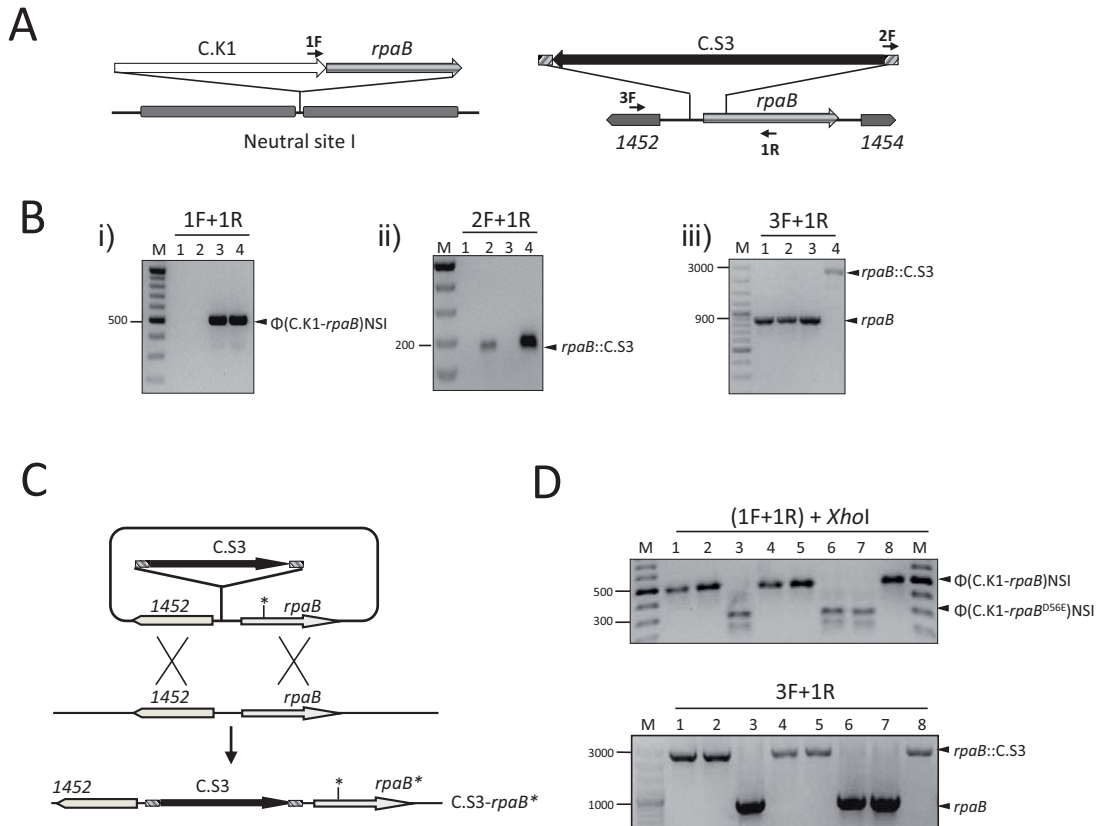 A
C.K1
1F
rpaB
Neutral site I
C.S3
2F
3F
rpaB
1452
1R
1454
B
i)
1F+1R
M 1 2 3 4
500
Φ(C.K1-rpaB)NSI
ii)
2F+1R
M 1 2 3 4
200
rpaB::C.S3
iii)
3F+1R
M 1 2 3 4
3000
rpaB::C.S3
900
rpaB
C
C.S3
1452
*
rpaB
1452
rpaB
1452
C.S3
*
rpaB*
C.S3-rpaB*
D
(1F+1R) + XhoI
M 1 2 3 4 5 6 7 8 M
500
Φ(C.K1-rpaB)NSI
300
Φ(C.K1-rpaBD56E)NSI
3F+1R
M 1 2 3 4 5 6 7 8
3000
rpaB::C.S3
1000
rpaB